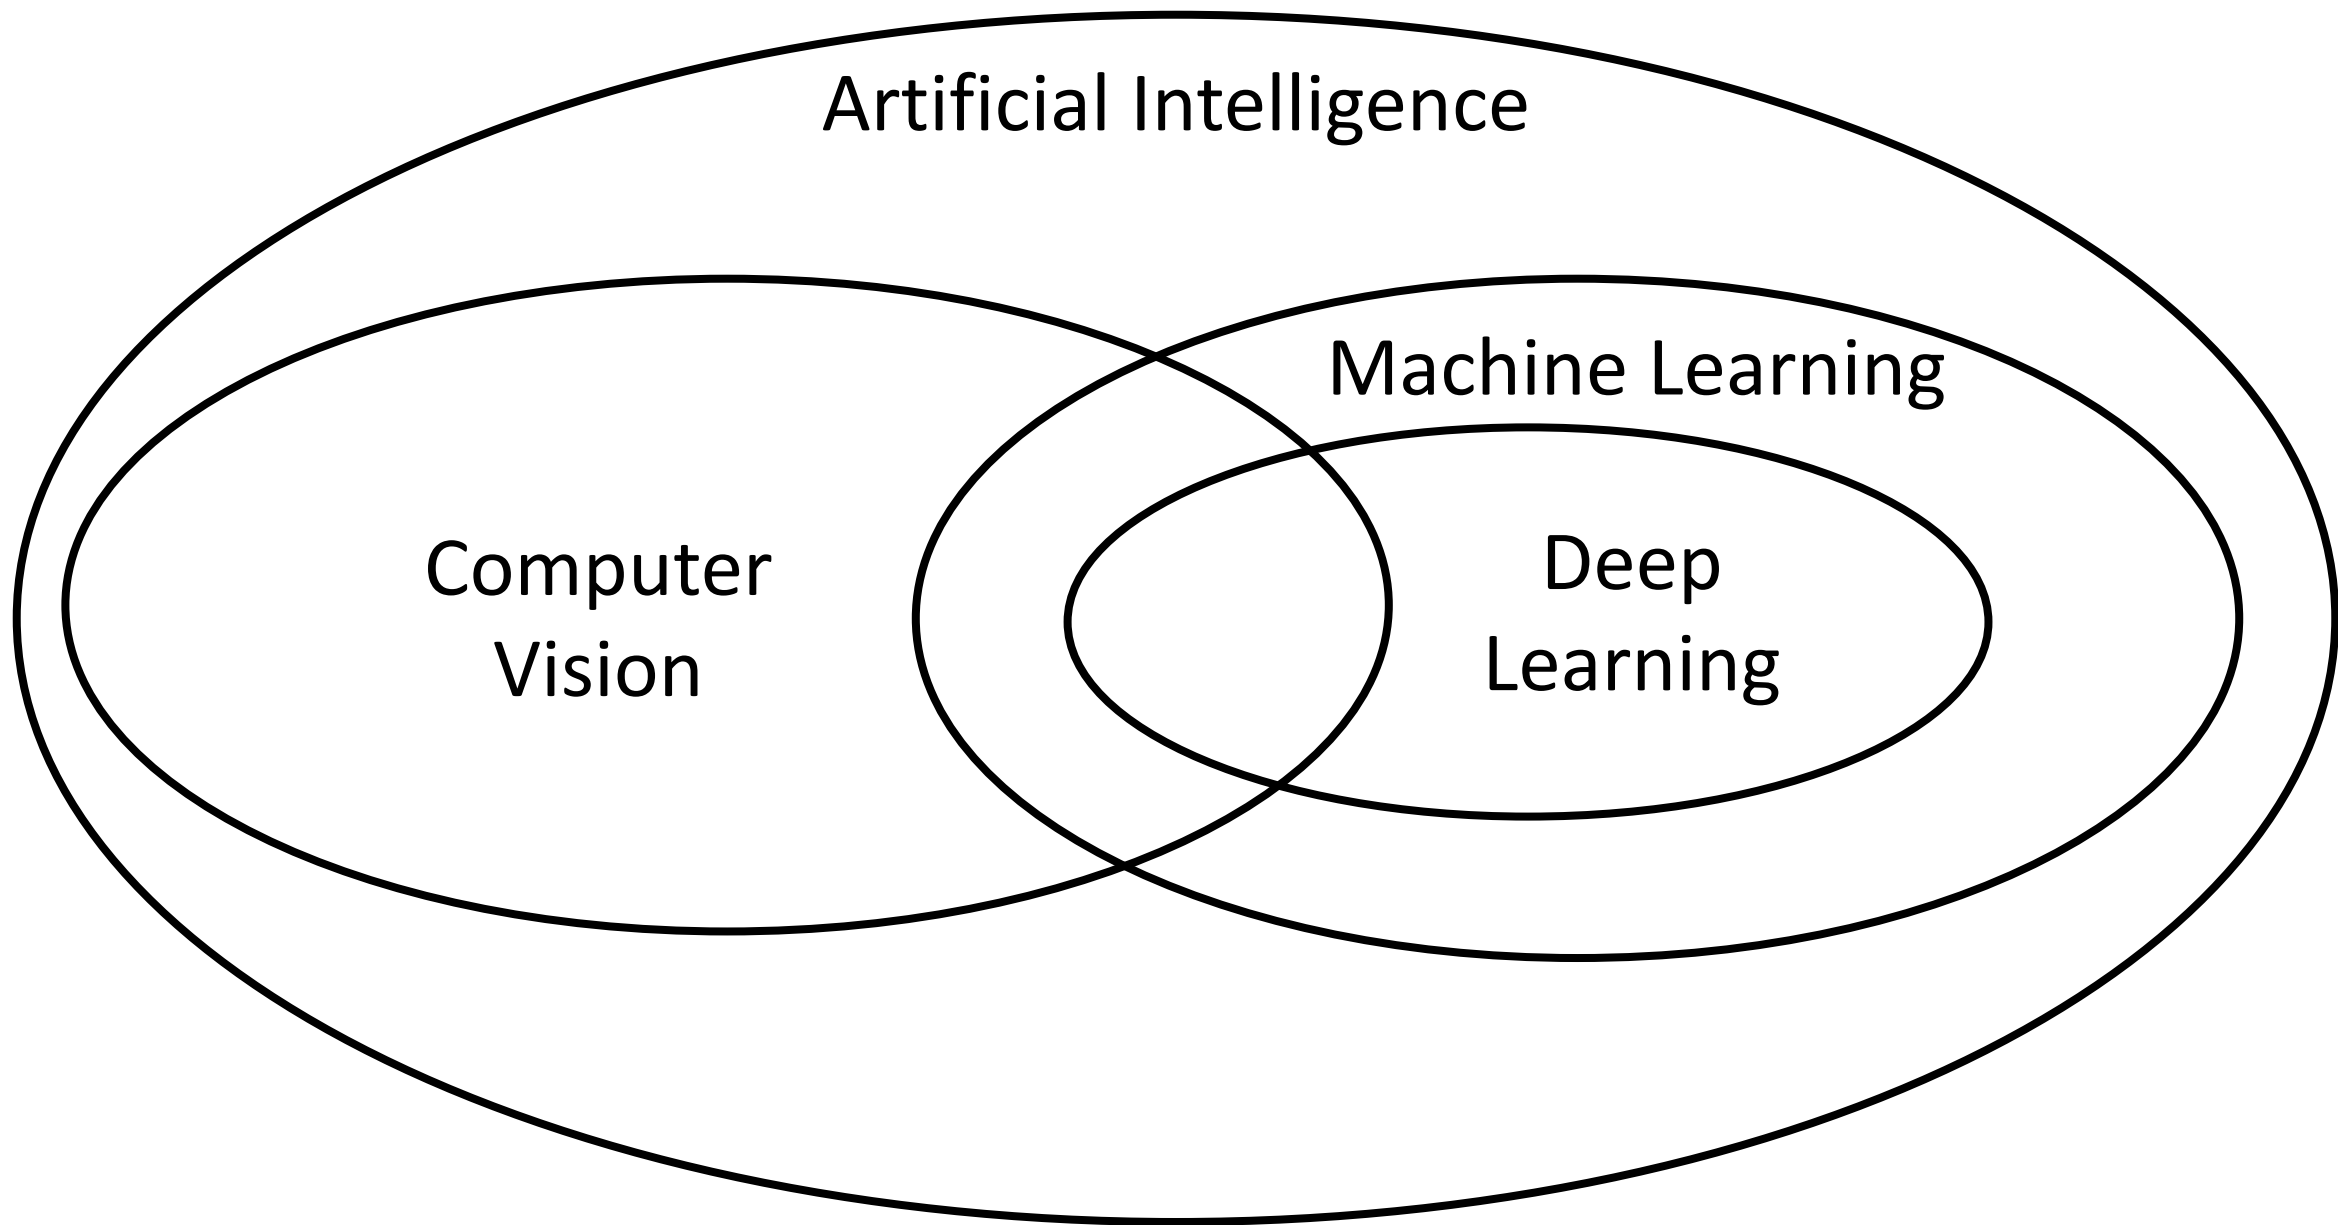 Artificial Intelligence
Machine Learning
Computer
Vision
Deep
Learning